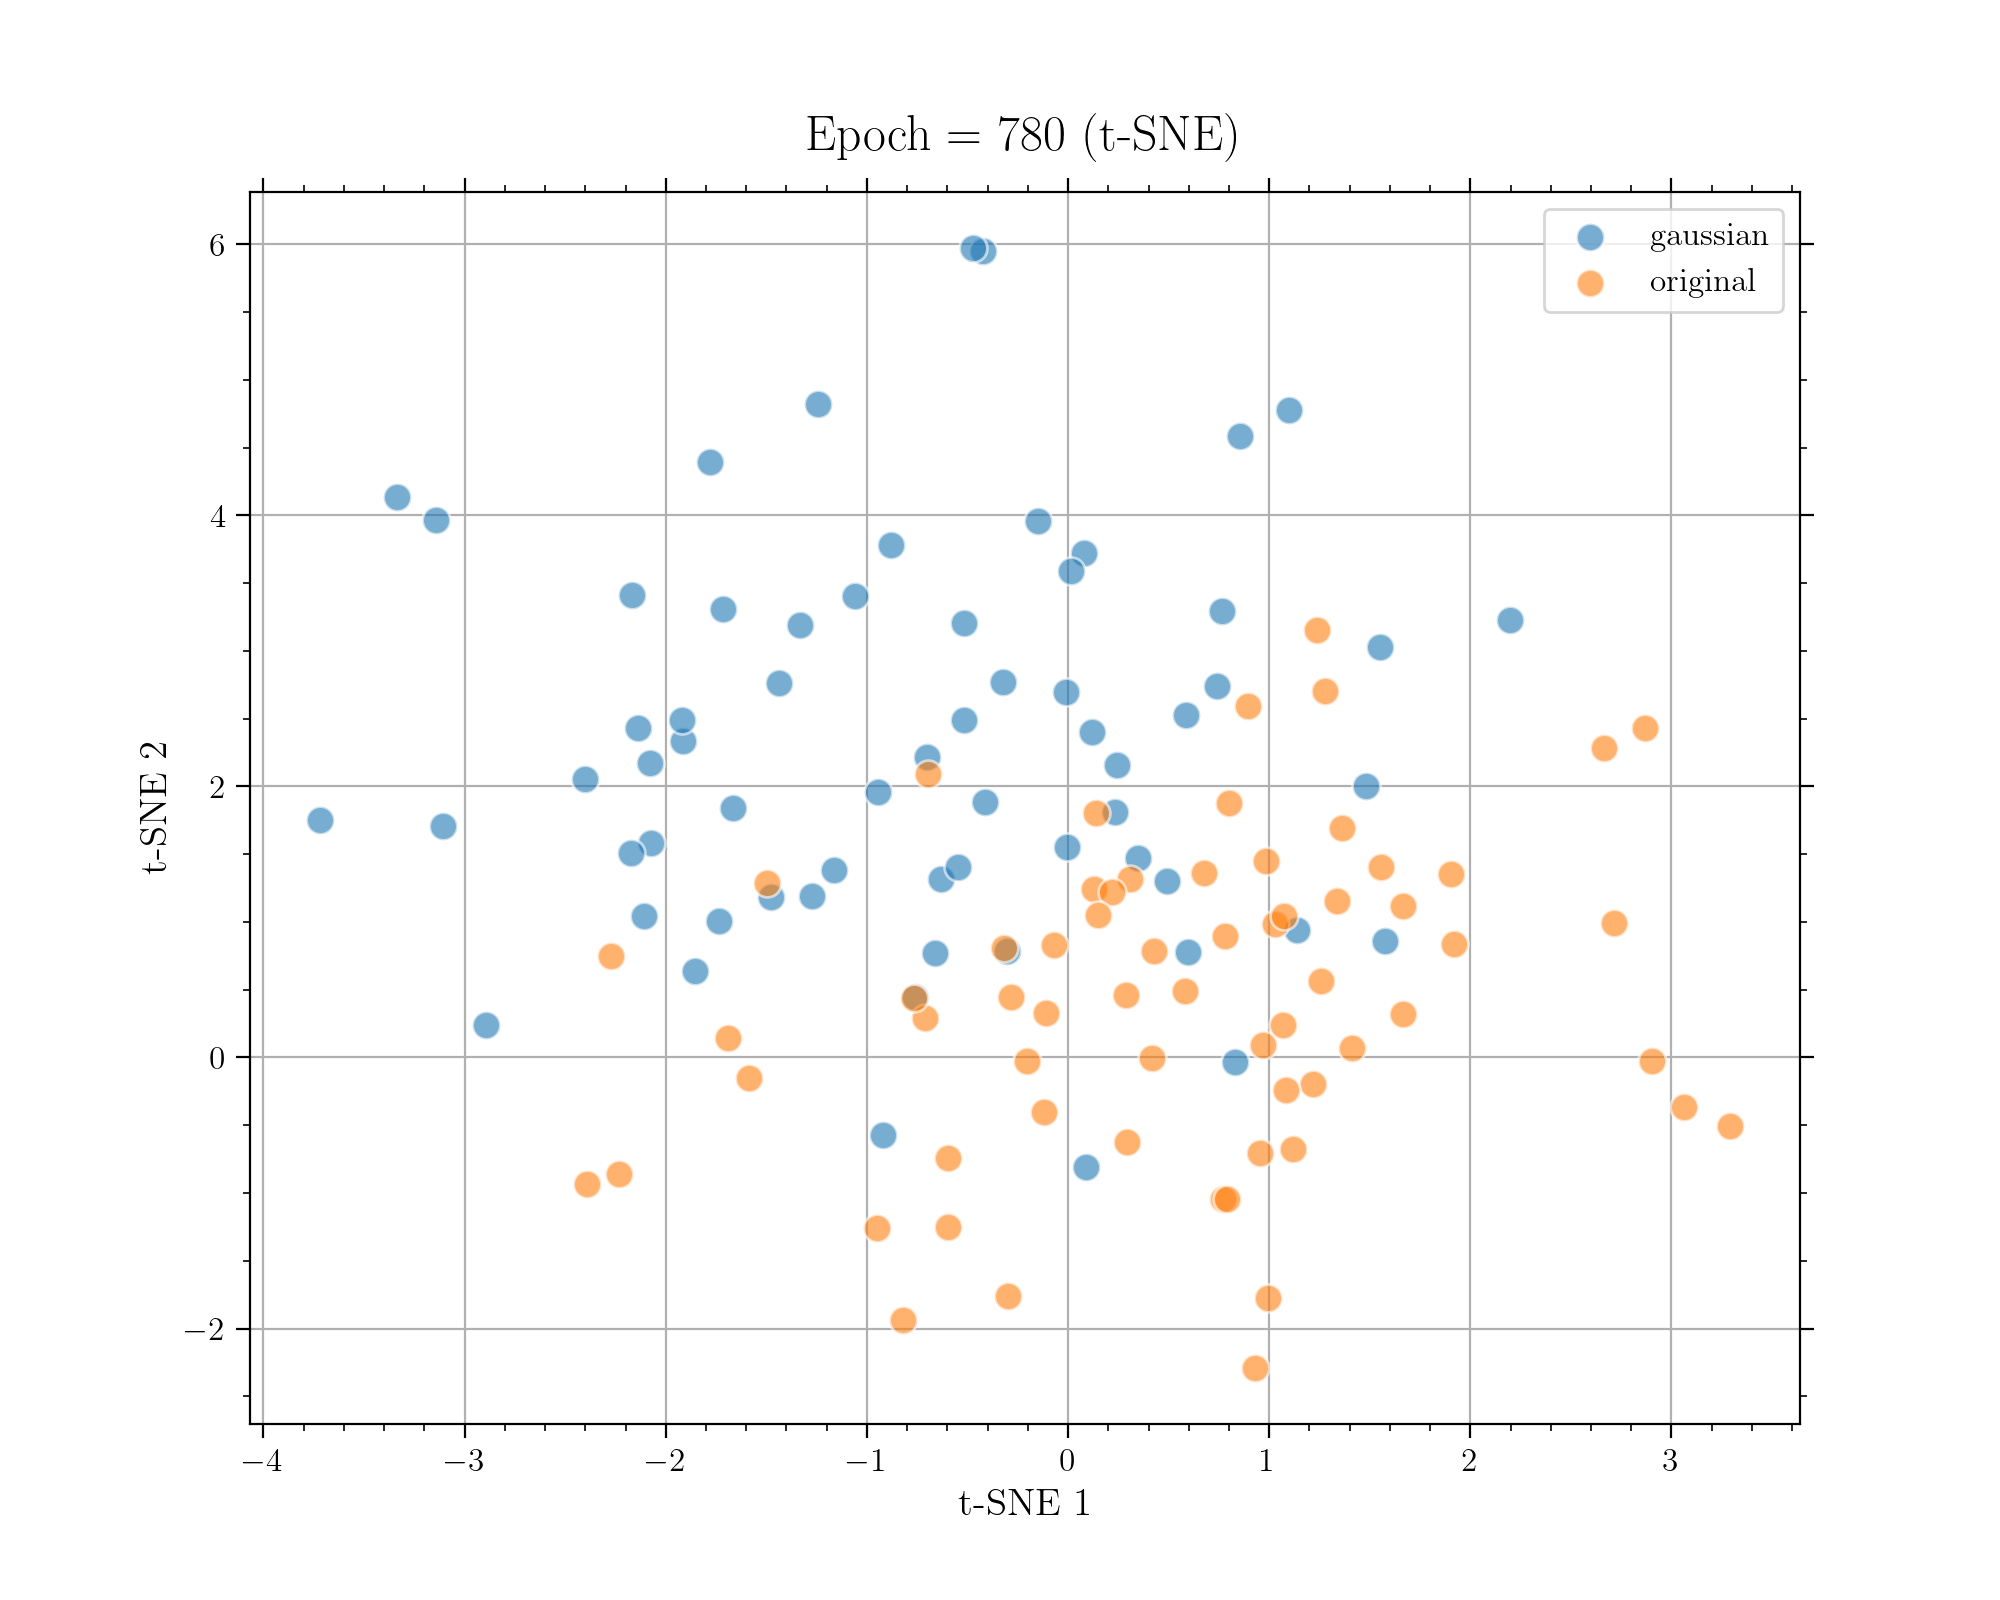 Epoch = 780 (t-SNE)
gaussian
original
6
4
2
0
−2
t-SNE 2
−4 −3 −2 −1 0 1 2 3
t-SNE 1